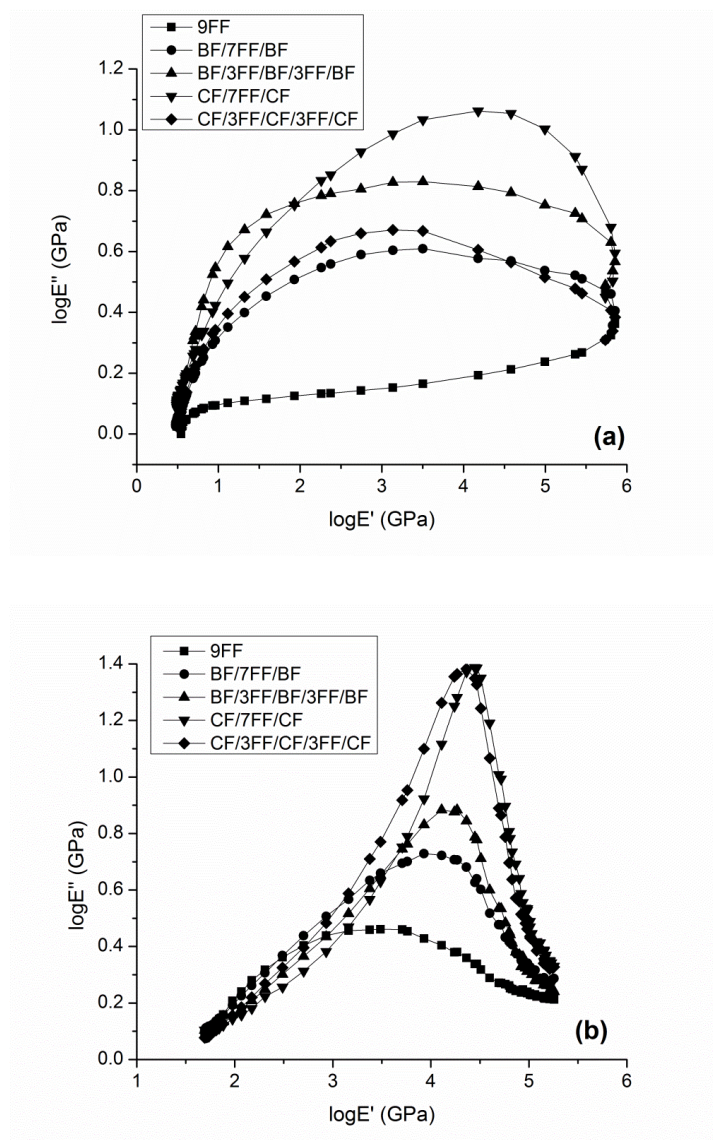 9FF
BF/7FF/BF
BF/3FF/BF/3FF/BF
CF/7FF/CF
CF/3FF/CF/3FF/CF
1.2
1.0
0.8
0.6
0.4
0.2
0.0
logE'' (GPa)
(a)
0 1 2 3 4 5 6
logE' (GPa)
9FF
BF/7FF/BF
BF/3FF/BF/3FF/BF
CF/7FF/CF
CF/3FF/CF/3FF/CF
1.4
1.2
1.0
0.8
0.6
0.4
0.2
0.0
logE'' (GPa)
(b)
1 2 3 4 5 6
logE' (GPa)